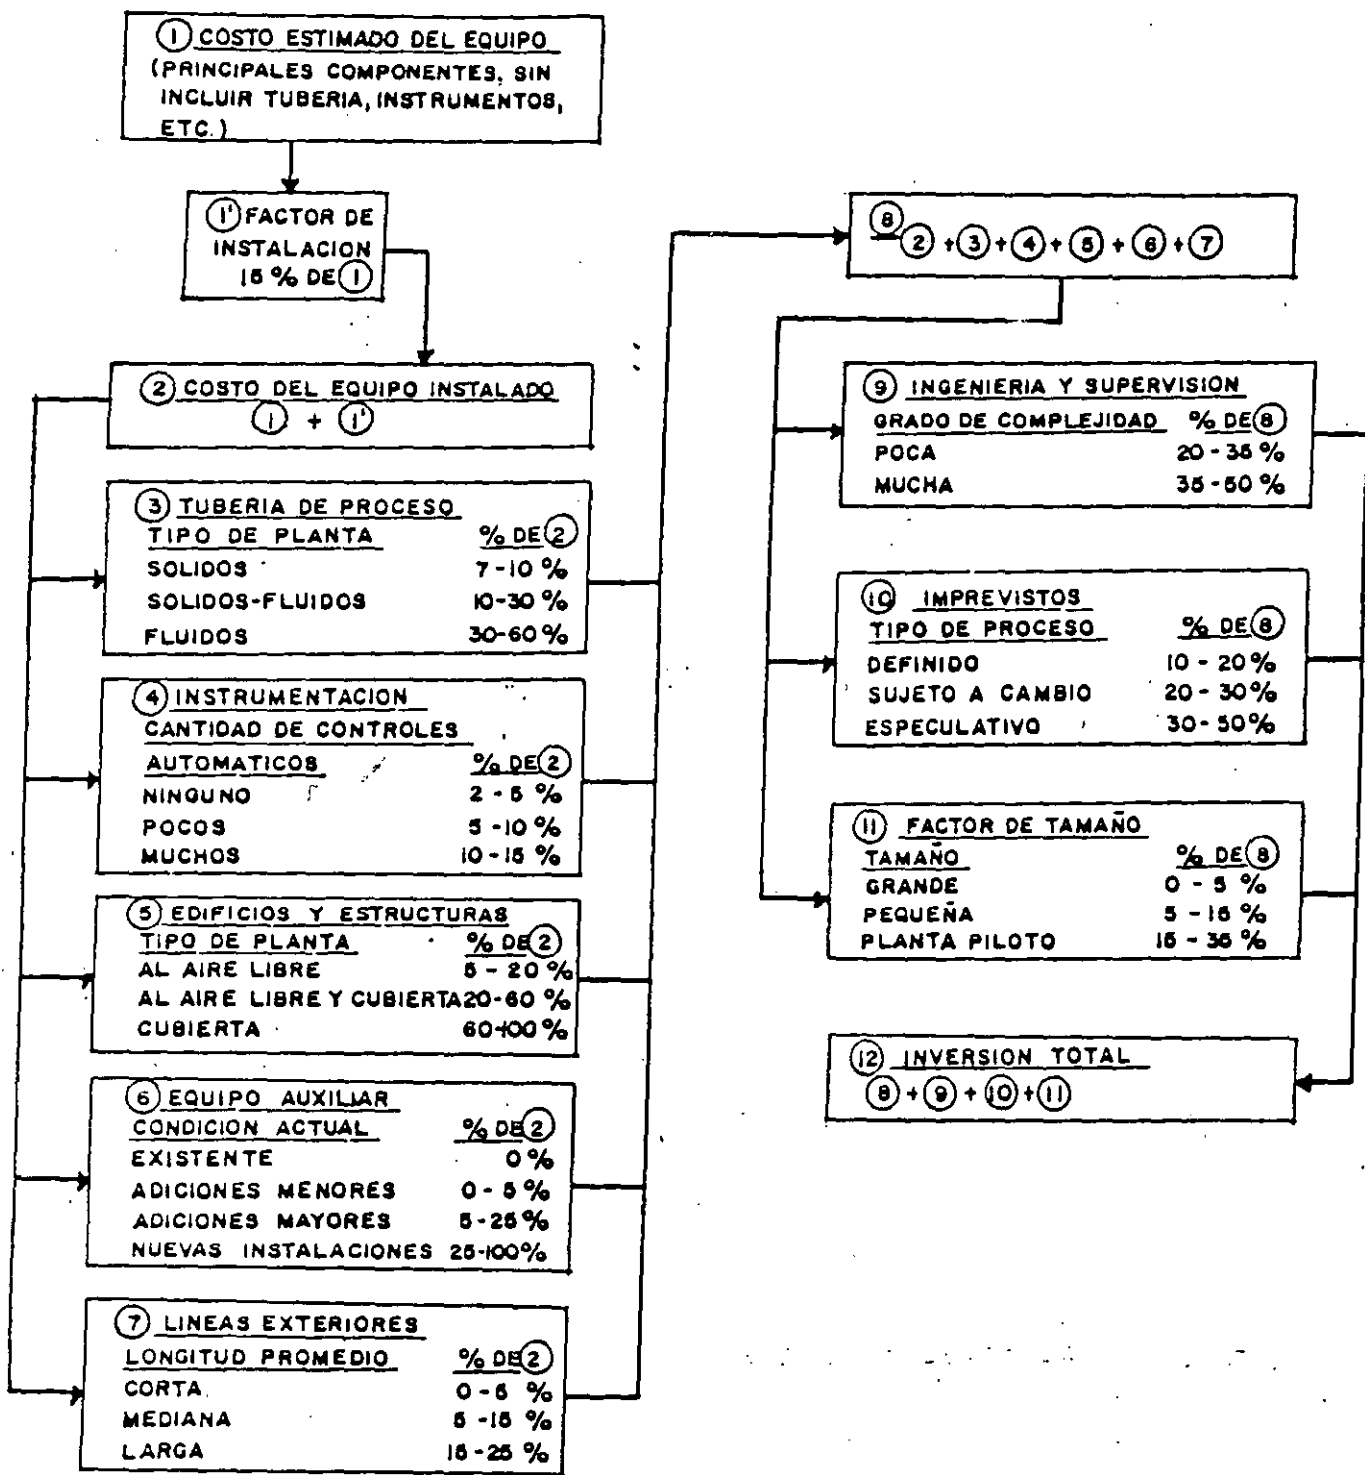 ① COSTO ESTIMADO DEL EQUIPO
(PRINCIPALES COMPONENTES, SIN
INCLUIR TUBERIA, INSTRUMENTOS,
ETC.)
①' FACTOR DE
INSTALACION
15 % DE ①
② COSTO DEL EQUIPO INSTALADO
① + ①'
③ TUBERIA DE PROCESO
TIPO DE PLANTA % DE ②
SOLIDOS 7-10 %
SOLIDOS-FLUIDOS 10-30 %
FLUIDOS 30-60 %
④ INSTRUMENTACION
CANTIDAD DE CONTROLES
AUTOMATICOS % DE ②
NINGUNO 2 - 5 %
POCOS 5 - 10 %
MUCHOS 10-15 %
⑤ EDIFICIOS Y ESTRUCTURAS
TIPO DE PLANTA % DE ②
AL AIRE LIBRE 5 - 20 %
AL AIRE LIBRE Y CUBIERTA 20-60 %
CUBIERTA 60-100 %
⑥ EQUIPO AUXILIAR
CONDICION ACTUAL % DE ②
EXISTENTE 0 %
ADICIONES MENORES 0 - 5 %
ADICIONES MAYORES 5-25 %
NUEVAS INSTALACIONES 25-100 %
⑦ LINEAS EXTERIORES
LONGITUD PROMEDIO % DE ②
CORTA 0 - 5 %
MEDIANA 5 - 15 %
LARGA 15 - 25 %
⑧
② + ③ + ④ + ⑤ + ⑥ + ⑦
⑨ INGENIERIA Y SUPERVISION
GRADO DE COMPLEJIDAD % DE ⑧
POCA 20 - 35 %
MUCHA 35 - 50 %
⑩ IMPREVISTOS
TIPO DE PROCESO % DE ⑧
DEFINIDO 10 - 20 %
SUJETO A CAMBIO 20 - 30 %
ESPECULATIVO 30 - 50 %
⑪ FACTOR DE TAMAÑO
TAMAÑO % DE ⑧
GRANDE 0 - 5 %
PEQUEÑA 5 - 15 %
PLANTA PILOTO 15 - 35 %
⑫ INVERSION TOTAL
⑧ + ⑨ + ⑩ + ⑪